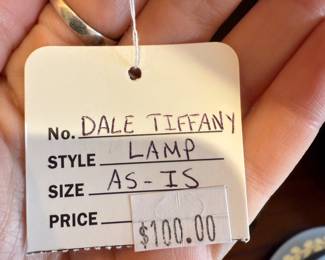 No. DALE TIFFANY
STYLE LAMP
SIZE AS-IS
PRICE $100.00